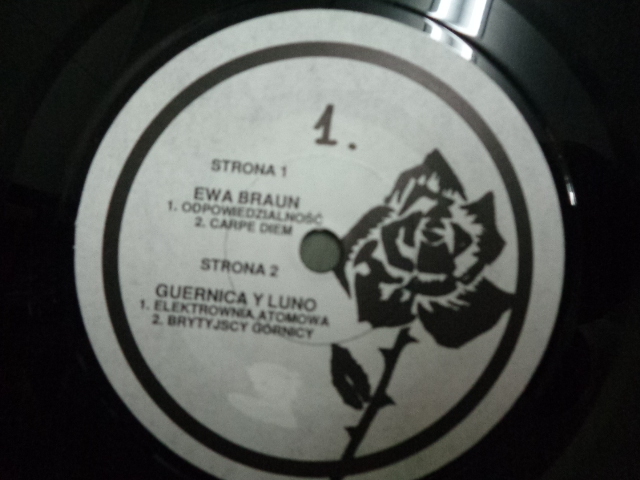 1.
STRONA 1
EWA BRAUN
1. ODPOWIEDZIALNOŚĆ
2. CARPE DIEM
STRONA 2
GUERNICA Y LUNO
1. ELEKTROWNIA ATOMOWA
2. BRYTYJSCY GÓRNICY